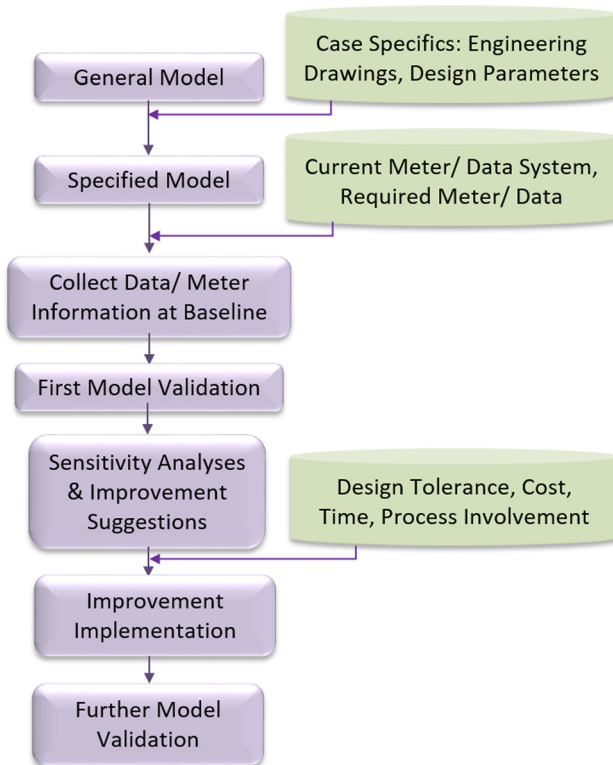 Case Specifics: Engineering
Drawings, Design Parameters
General Model
Current Meter/ Data System,
Required Meter/ Data
Specified Model
Collect Data/ Meter
Information at Baseline
First Model Validation
Sensitivity Analyses
& Improvement
Suggestions
Design Tolerance, Cost,
Time, Process Involvement
Improvement
Implementation
Further Model
Validation